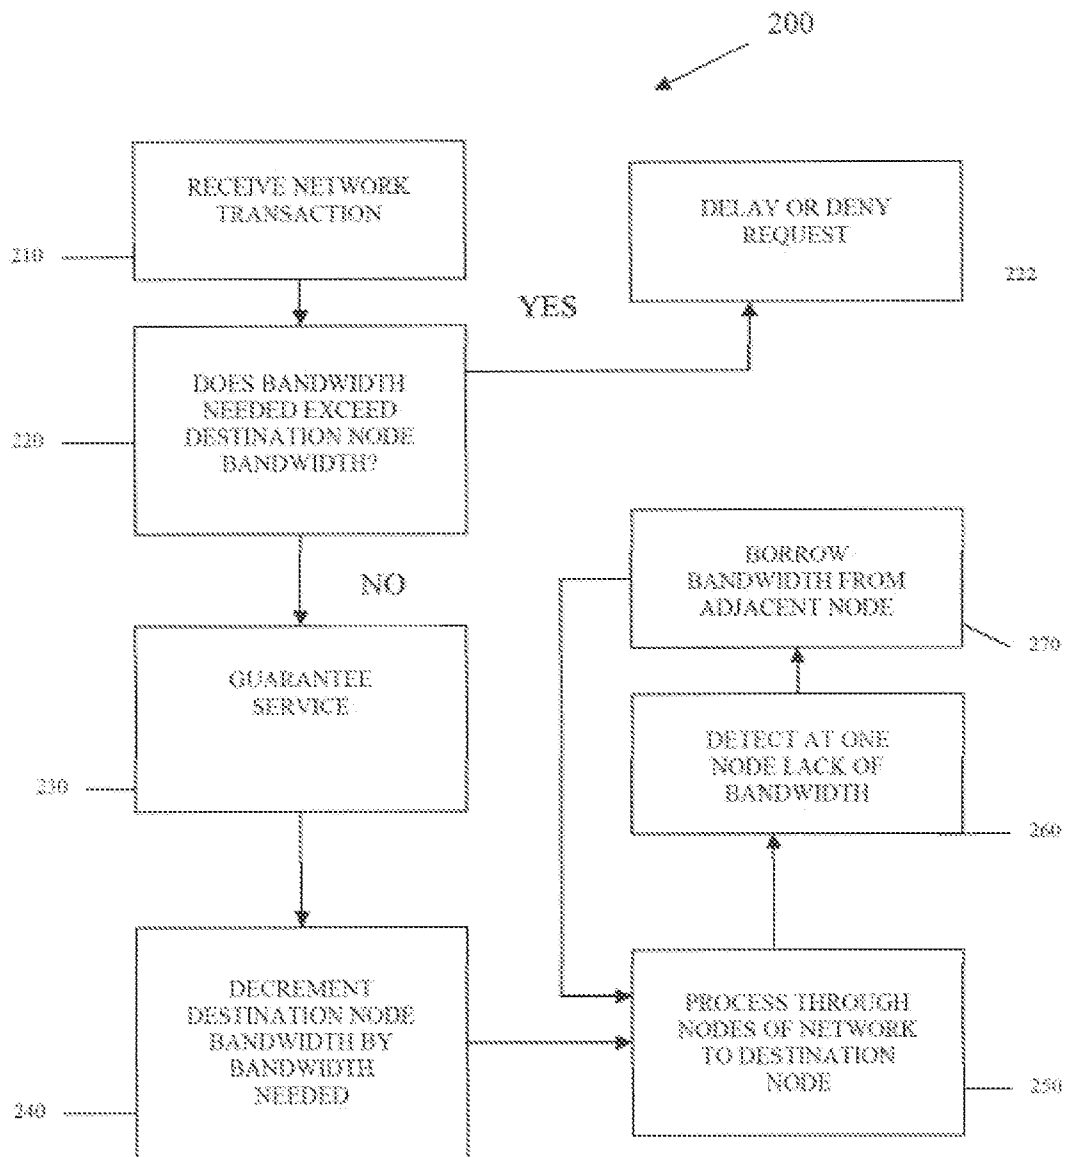 200
RECEIVE NETWORK
TRANSACTION
210
DELAY OR DENY
REQUEST
222
YES
DOES BANDWIDTH
NEEDED EXCEED
DESTINATION NODE
BANDWIDTH?
220
NO
BORROW
BANDWIDTH FROM
ADJACENT NODE
270
GUARANTEE
SERVICE
230
DETECT AT ONE
NODE LACK OF
BANDWIDTH
260
DECREMENT
DESTINATION NODE
BANDWIDTH BY
BANDWIDTH
NEEDED
240
PROCESS THROUGH
NODES OF NETWORK
TO DESTINATION
NODE
250